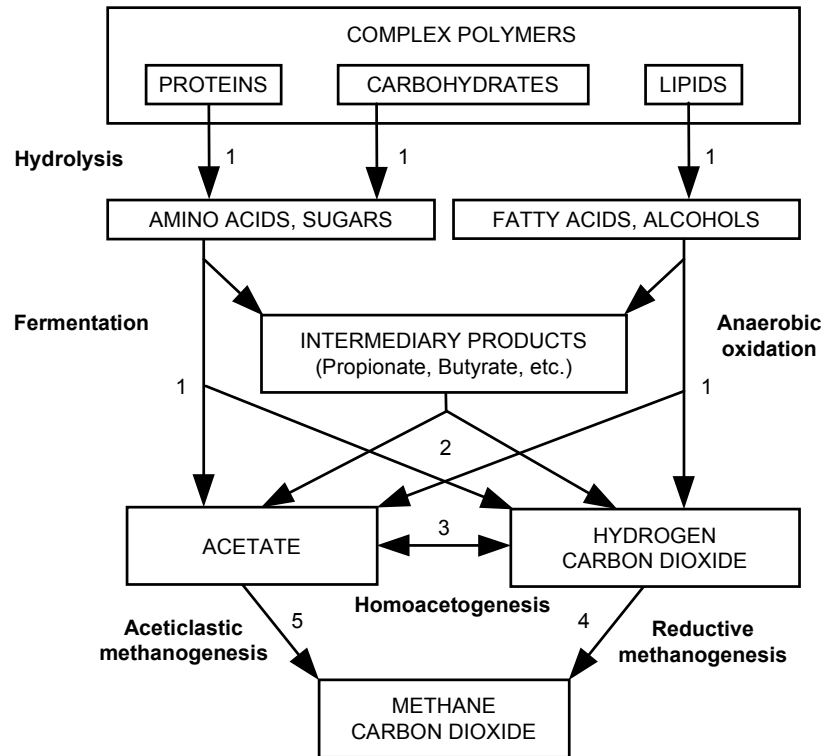 COMPLEX POLYMERS
PROTEINS
CARBOHYDRATES
LIPIDS
Hydrolysis
1
1
1
AMINO ACIDS, SUGARS
FATTY ACIDS, ALCOHOLS
Fermentation
INTERMEDIARY PRODUCTS
(Propionate, Butyrate, etc.)
Anaerobic
oxidation
1
2
1
ACETATE
3
HYDROGEN
CARBON DIOXIDE
Homoacetogenesis
Aceticlastic
methanogenesis
5
4
Reductive
methanogenesis
METHANE
CARBON DIOXIDE